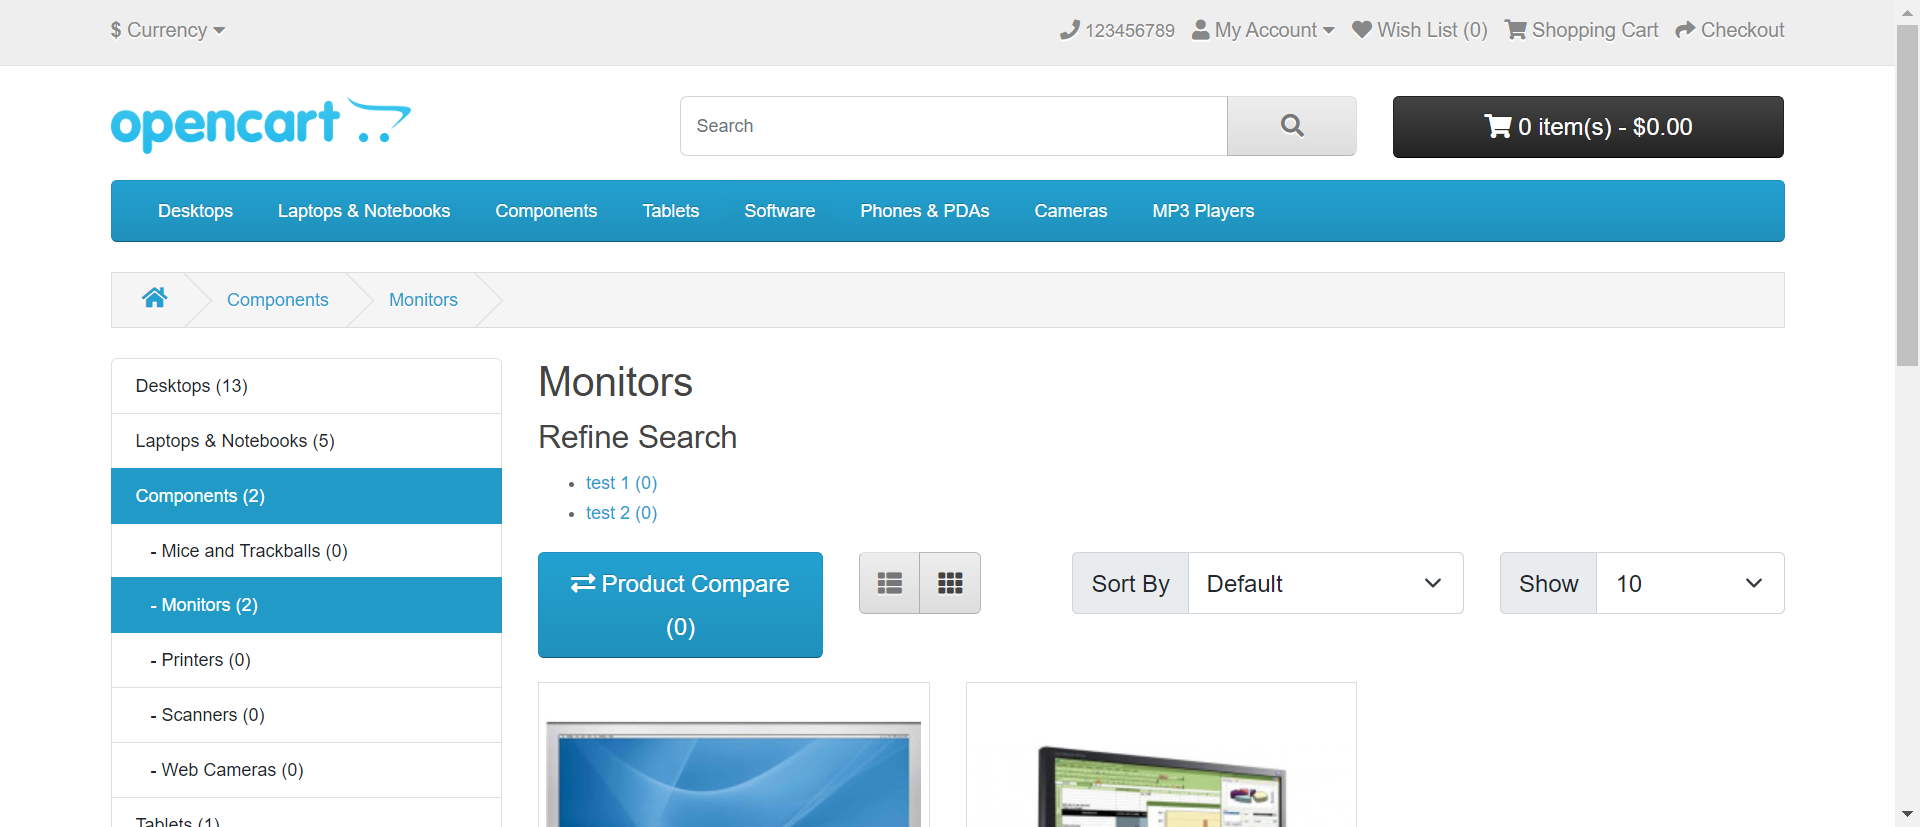 $ Currency
123456789 My Account Wish List (0) Shopping Cart Checkout
opencart
Search
0 item(s) - $0.00
Desktops Laptops & Notebooks Components Tablets Software Phones & PDAs Cameras MP3 Players
Components Monitors
Desktops (13)
Laptops & Notebooks (5)
Components (2)
- Mice and Trackballs (0)
- Monitors (2)
- Printers (0)
- Scanners (0)
- Web Cameras (0)
Tablets (1)
Monitors
Refine Search
test 1 (0)
test 2 (0)
Product Compare
(0)
Sort By Default
Show 10